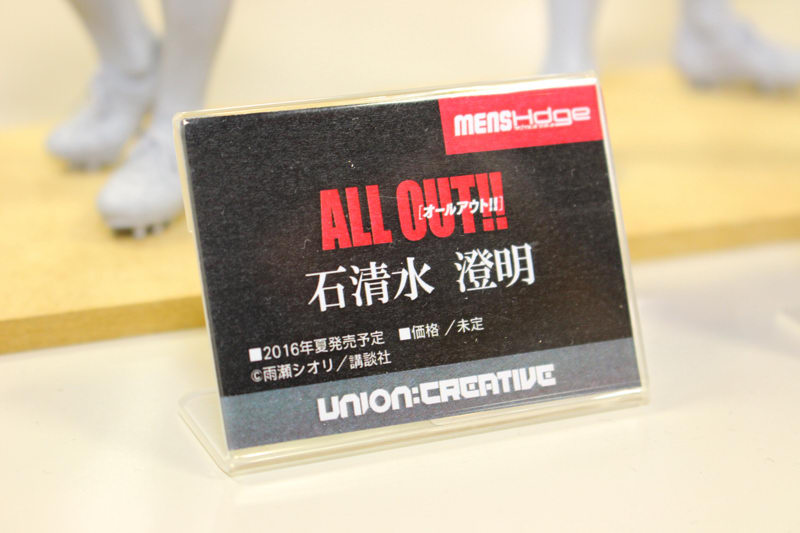 MENS Hdge
ALL OUT!!
[オールアウト!!]
石清水 澄明
■2016年夏発売予定 ■価格／未定
©雨瀬シオリ／講談社
UNION:CREATIVE